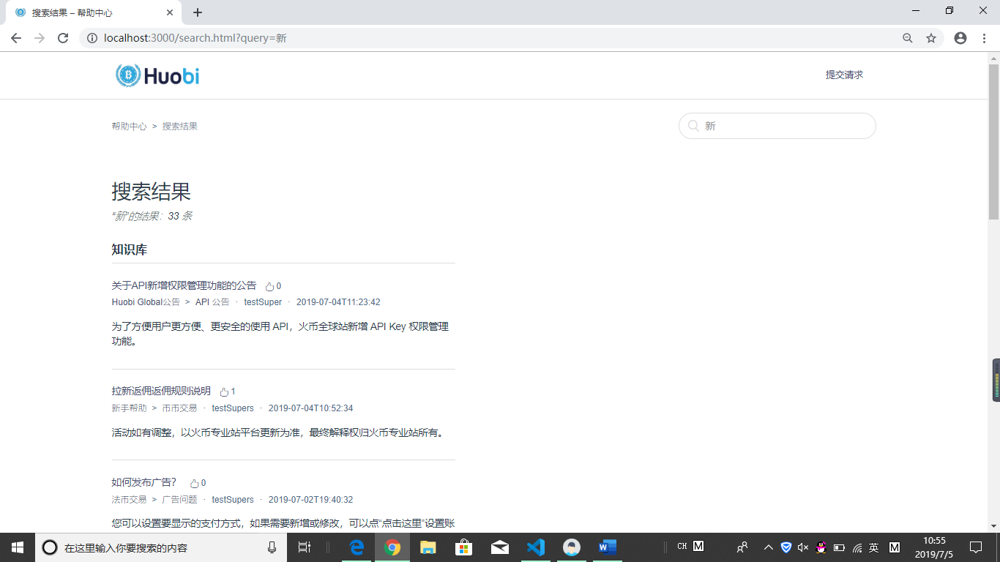 搜索结果 – 帮助中心
localhost:3000/search.html?query=新
Huobi
提交请求
帮助中心 > 搜索结果
新
搜索结果
"新"的结果：33 条
知识库
关于API新增权限管理功能的公告 0
Huobi Global公告 > API 公告 · testSuper · 2019-07-04T11:23:42
为了方便用户更方便、更安全的使用 API，火币全球站新增 API Key 权限管理
功能。
拉新返佣返佣规则说明 1
新手帮助 > 币币交易 · testSupers · 2019-07-04T10:52:34
活动如有调整，以火币专业站平台更新为准，最终解释权归火币专业站所有。
如何发布广告？ 0
法币交易 > 广告问题 · testSupers · 2019-07-02T19:40:32
您可以设置要显示的支付方式，如果需要新增或修改，可以点“点击这里”设置账
在这里输入你要搜索的内容
CH M
英 M
10:55
2019/7/5